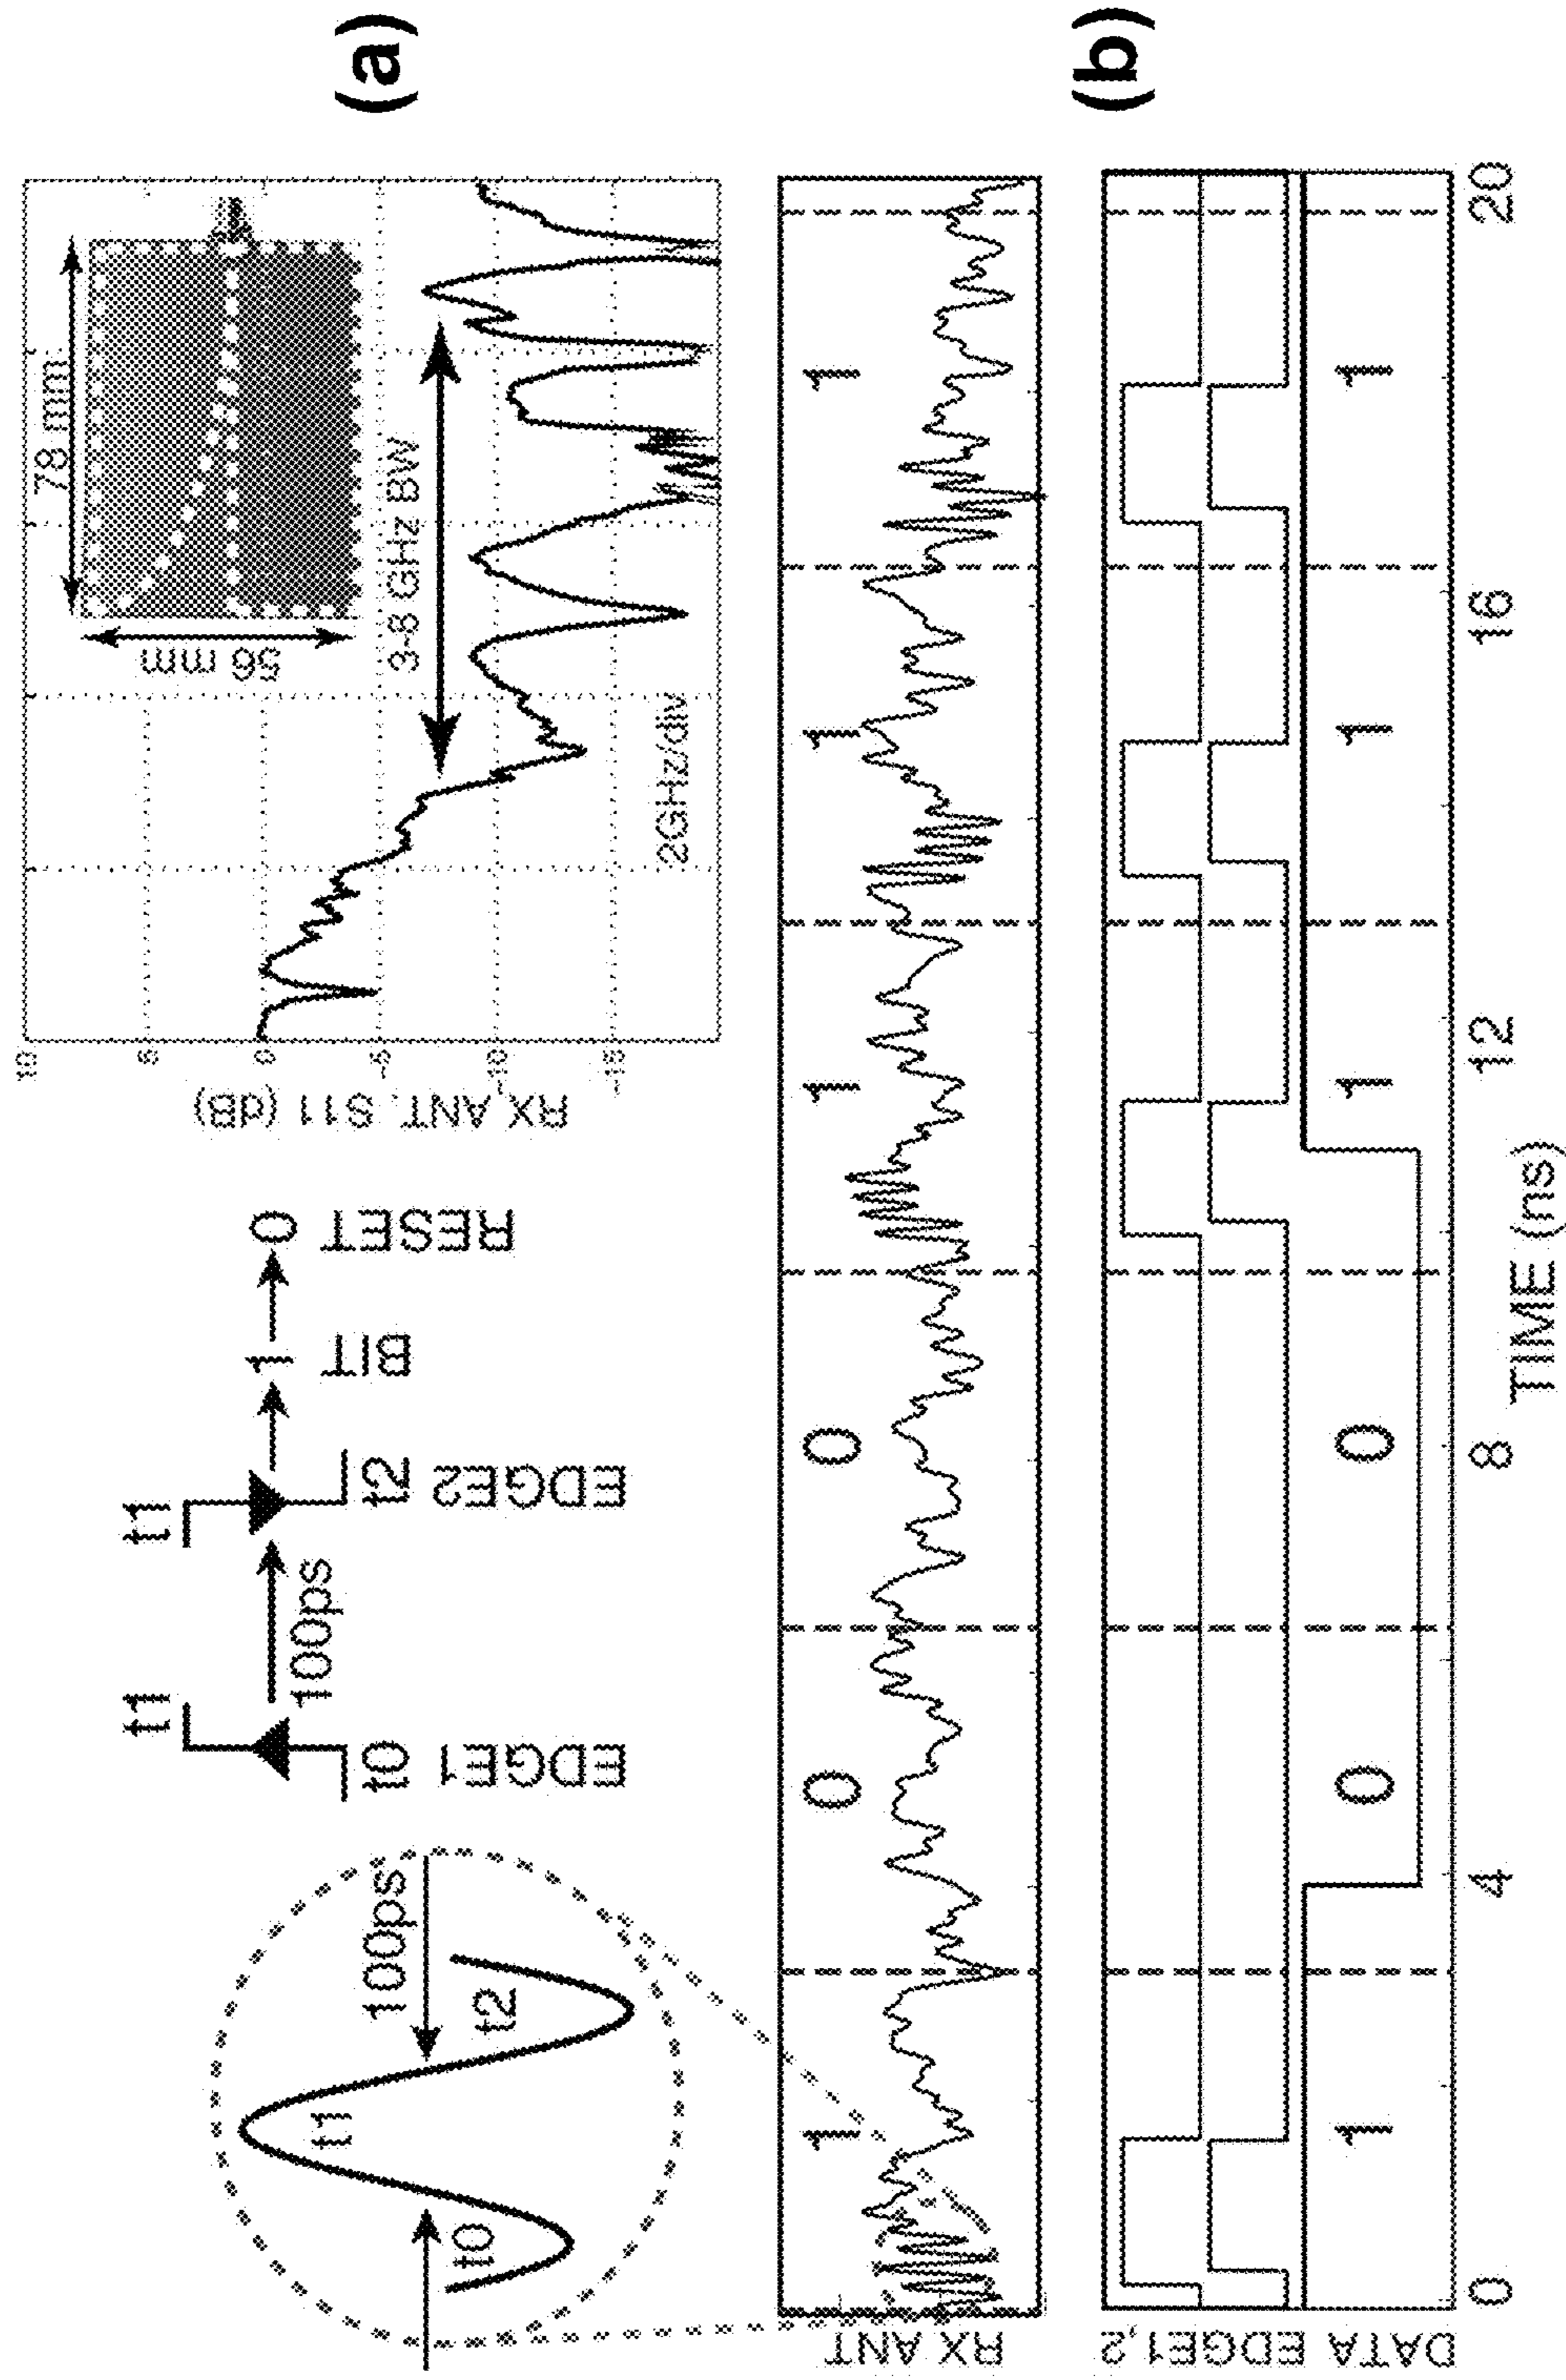 t1
t0
t2
100ps
t1
t0
EDGE1
100ps
t1
t2
EDGE2
1
BIT
0
RESET
RX ANT. S11 (dB)
10
5
0
-5
-10
-15
78 mm
56 mm
3-8 GHz BW
2GHz/div
(a)
RX ANT
1 0 0 1 1 1
EDGE1,2
DATA
1 0 0 1 1 1
0 4 8 12 16 20
TIME (ns)
(b)